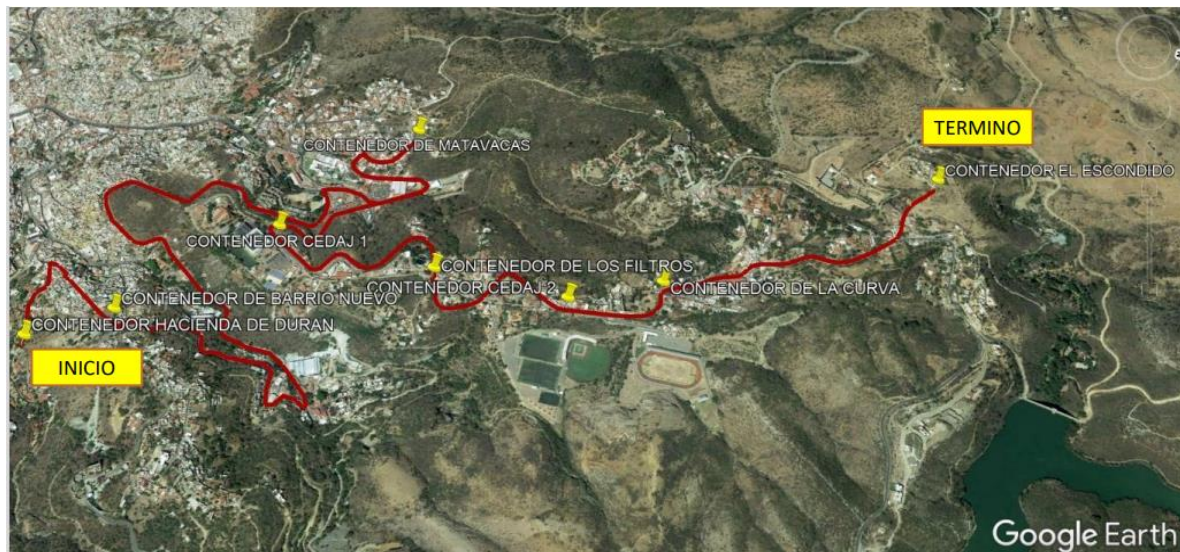 TERMINO
CONTENEDOR DE MATAVACAS
CONTENEDOR EL ESCONDIDO
CONTENEDOR CEDAJ 1
CONTENEDOR DE LOS FILTROS
CONTENEDOR CEDAJ 2
CONTENEDOR DE LA CURVA
CONTENEDOR DE BARRIO NUEVO
CONTENEDOR HACIENDA DE DURAN
INICIO
Google Earth